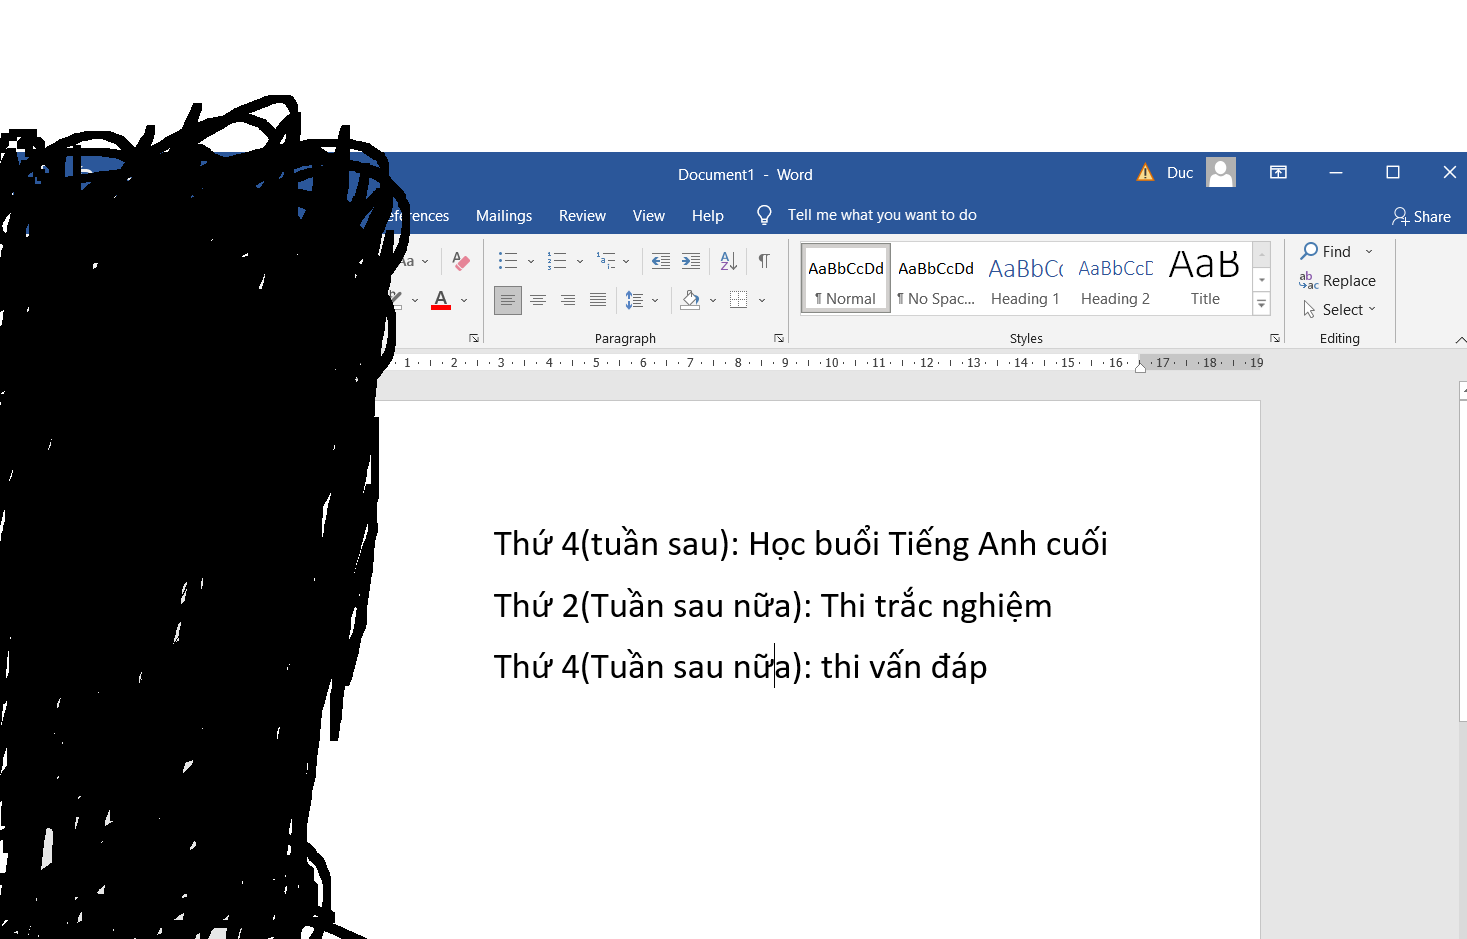 Document1 - Word
Duc
Mailings Review View Help Tell me what you want to do Share
Aa
A A
Find
Replace
Select
AaBbCcDd AaBbCcDd AaBbCc AaBbCcD AaB
¶ Normal ¶ No Spac... Heading 1 Heading 2 Title
Paragraph Styles Editing
1 2 3 4 5 6 7 8 9 10 11 12 13 14 15 16 17 18 19
Thứ 4(tuần sau): Học buổi Tiếng Anh cuối
Thứ 2(Tuần sau nữa): Thi trắc nghiệm
Thứ 4(Tuần sau nữa): thi vấn đáp